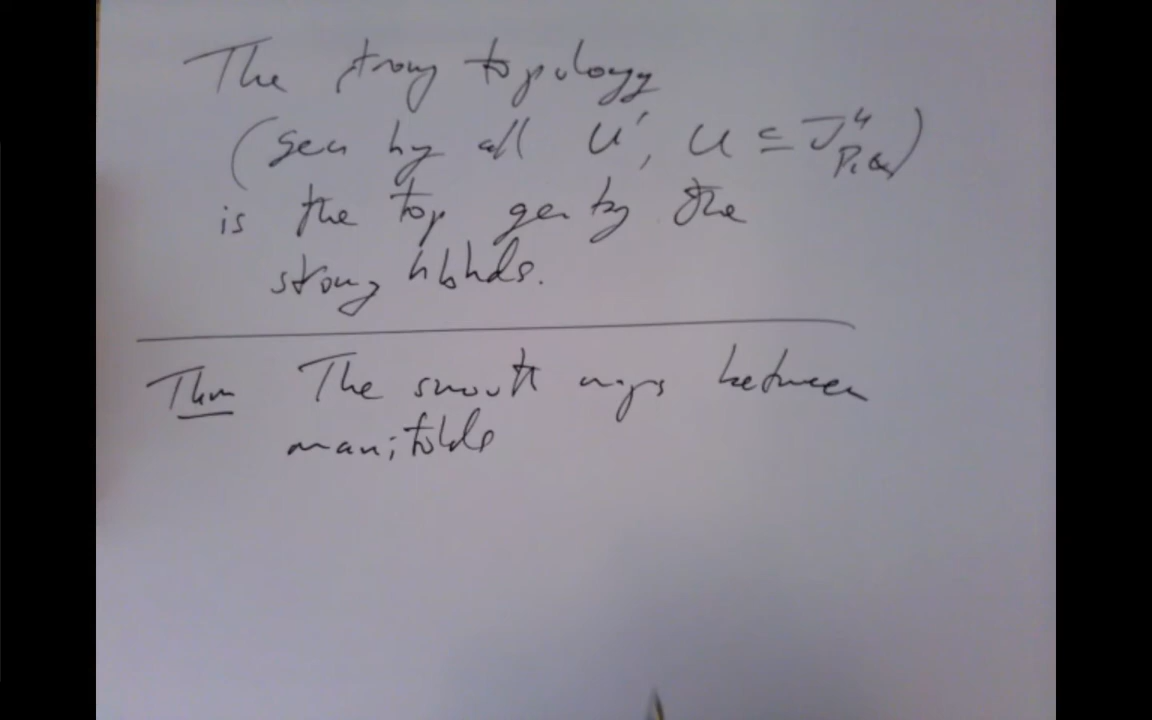 The strong topology
(gen by all U', U ⊆ J^4_{P,Q})
is the top gen by the
strong nbhds.
Thm The smooth maps between
manifolds